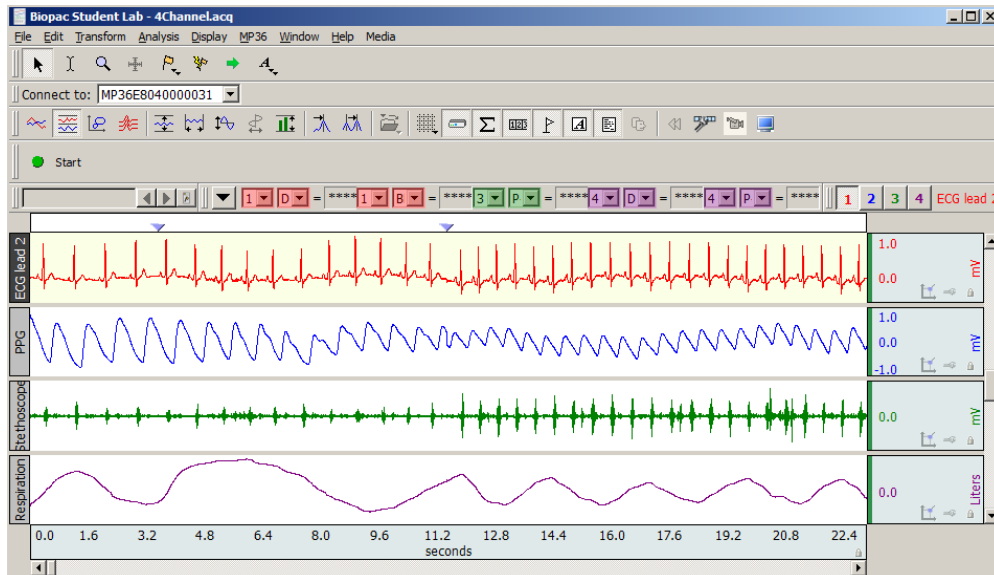 Biopac Student Lab - 4Channel.acq
File Edit Transform Analysis Display MP36 Window Help Media
Connect to: MP36E8040000031
Start
1 D = **** 1 B = **** 3 P = **** 4 D = **** 4 P = **** 1 2 3 4 ECG lead 2
ECG lead 2
1.0
0.0
mV
PPG
1.0
0.0
-1.0
mV
Stethoscope
0.0
mV
Respiration
0.0
Liters
0.0 1.6 3.2 4.8 6.4 8.0 9.6 11.2 12.8 14.4 16.0 17.6 19.2 20.8 22.4
seconds